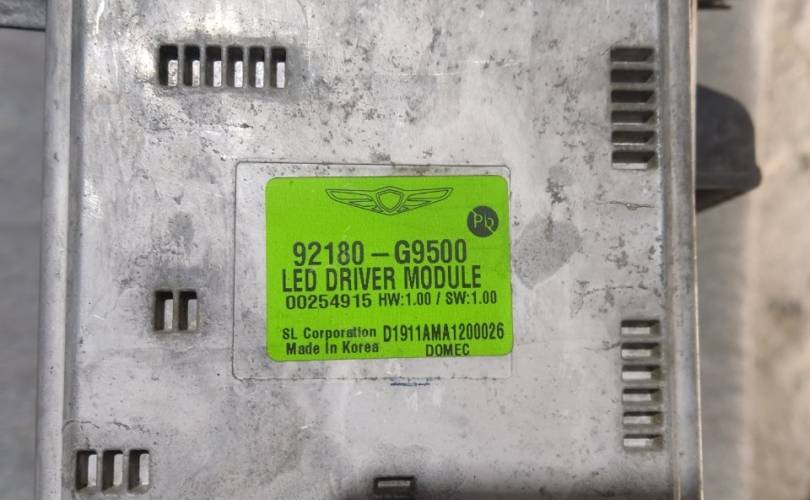 Pb
92180-G9500
LED DRIVER MODULE
00254915 HW:1.00 / SW:1.00
SL Corporation D1911AMA1200026
Made In Korea DOMEC